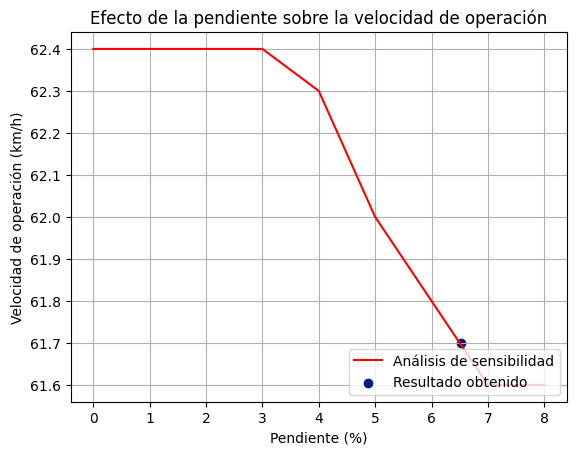 Efecto de la pendiente sobre la velocidad de operación
Velocidad de operación (km/h)
62.4
62.3
62.2
62.1
62.0
61.9
61.8
61.7
61.6
Análisis de sensibilidad
Resultado obtenido
0 1 2 3 4 5 6 7 8
Pendiente (%)